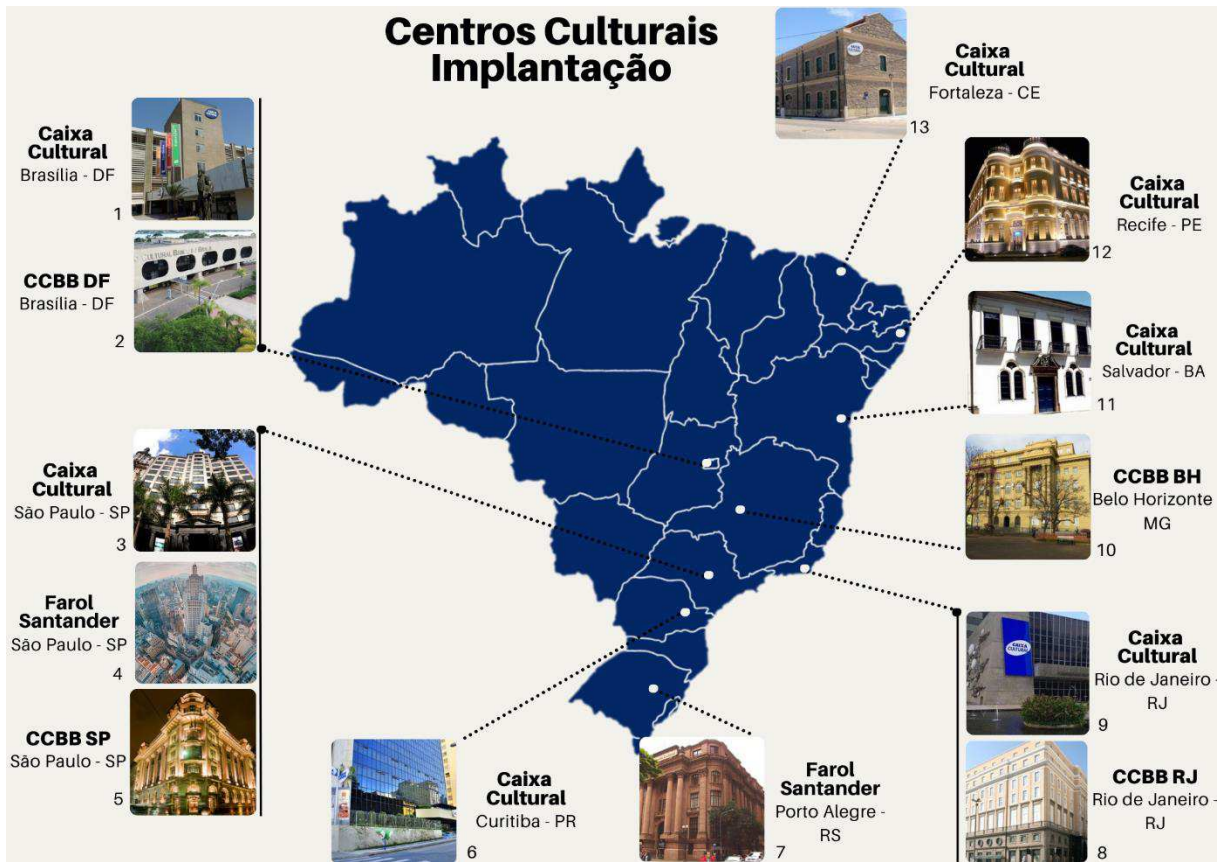 Centros Culturais
Implantação
Caixa
Cultural
Brasília - DF
1
CCBB DF
Brasília - DF
2
Caixa
Cultural
São Paulo - SP
3
Farol
Santander
São Paulo - SP
4
CCBB SP
São Paulo - SP
5
Caixa
Cultural
Curitiba - PR
6
Farol
Santander
Porto Alegre -
RS
7
CCBB RJ
Rio de Janeiro -
RJ
8
Caixa
Cultural
Rio de Janeiro -
RJ
9
CAIXA
CULTURAL
CCBB BH
Belo Horizonte
MG
10
Caixa
Cultural
Salvador - BA
11
Caixa
Cultural
Recife - PE
12
Caixa
Cultural
Fortaleza - CE
13